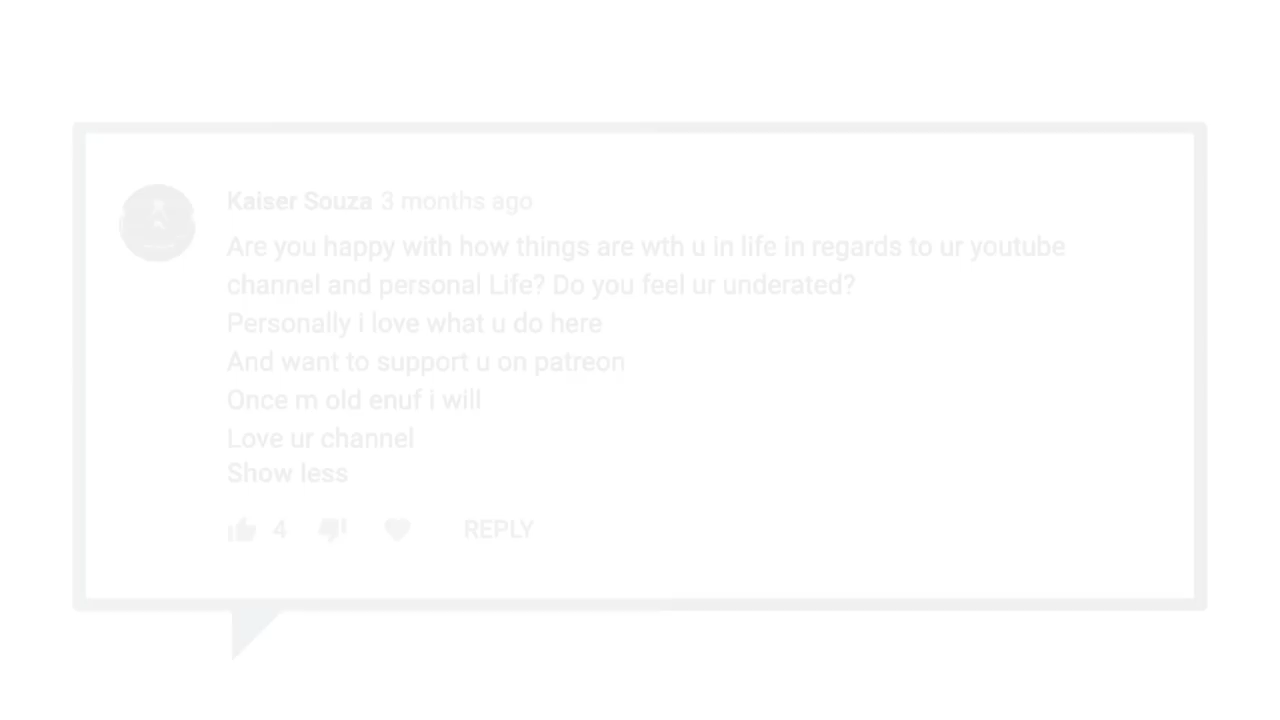 Kaiser Souza 3 months ago
Are you happy with how things are wth u in life in regards to ur youtube
channel and personal Life? Do you feel ur underated?
Personally i love what u do here
And want to support u on patreon
Once m old enuf i will
Love ur channel
Show less
4 REPLY